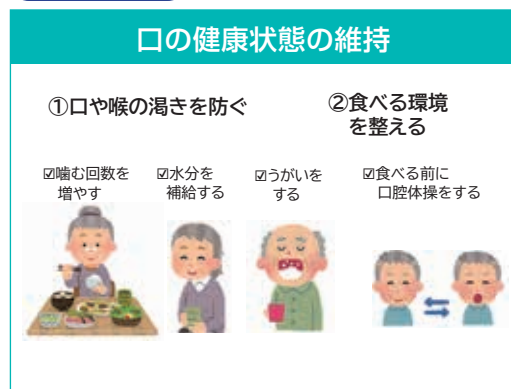 口の健康状態の維持
①口や喉の渇きを防ぐ
②食べる環境
を整える
☑噛む回数を
増やす
☑水分を
補給する
☑うがいを
する
☑食べる前に
口腔体操をする